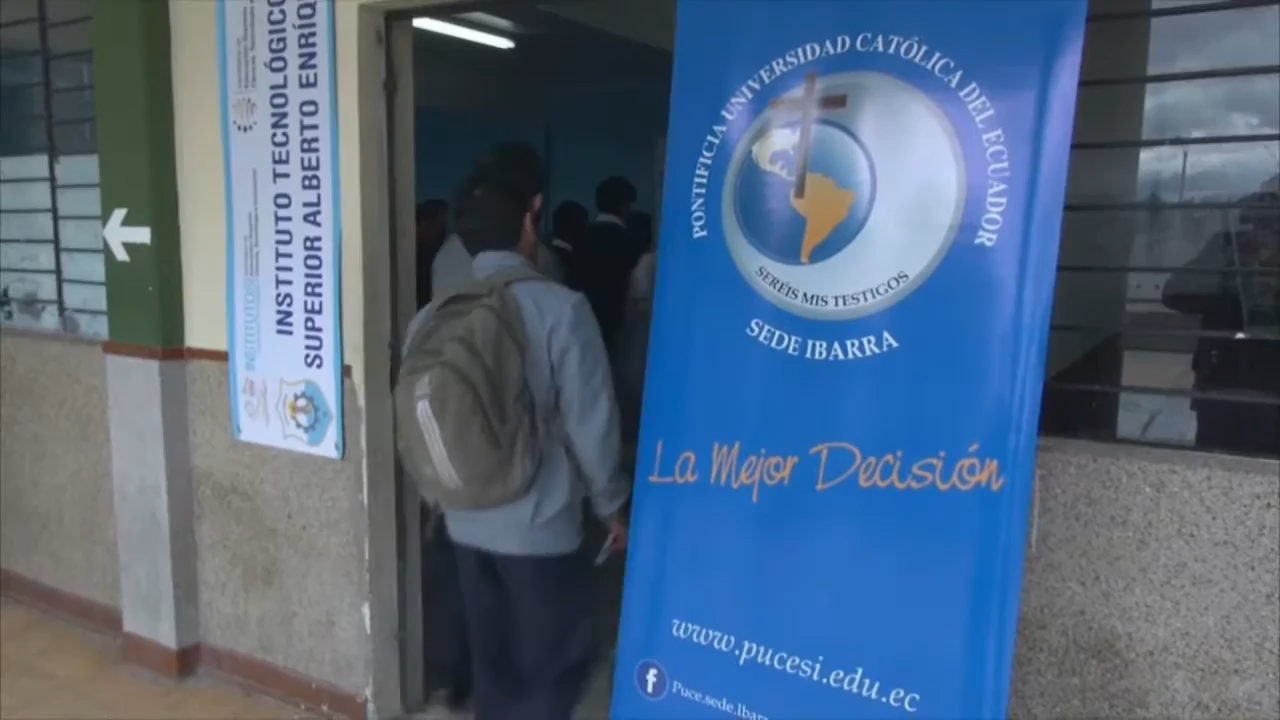 INSTITUTO TECNOLÓGICO
SUPERIOR ALBERTO ENRÍQ
PONTIFICIA UNIVERSIDAD CATÓLICA DEL ECUADOR
SERÉIS MIS TESTIGOS
SEDE IBARRA
La Mejor Decisión
www.pucesi.edu.ec
f
Puce.sede.Ibarr